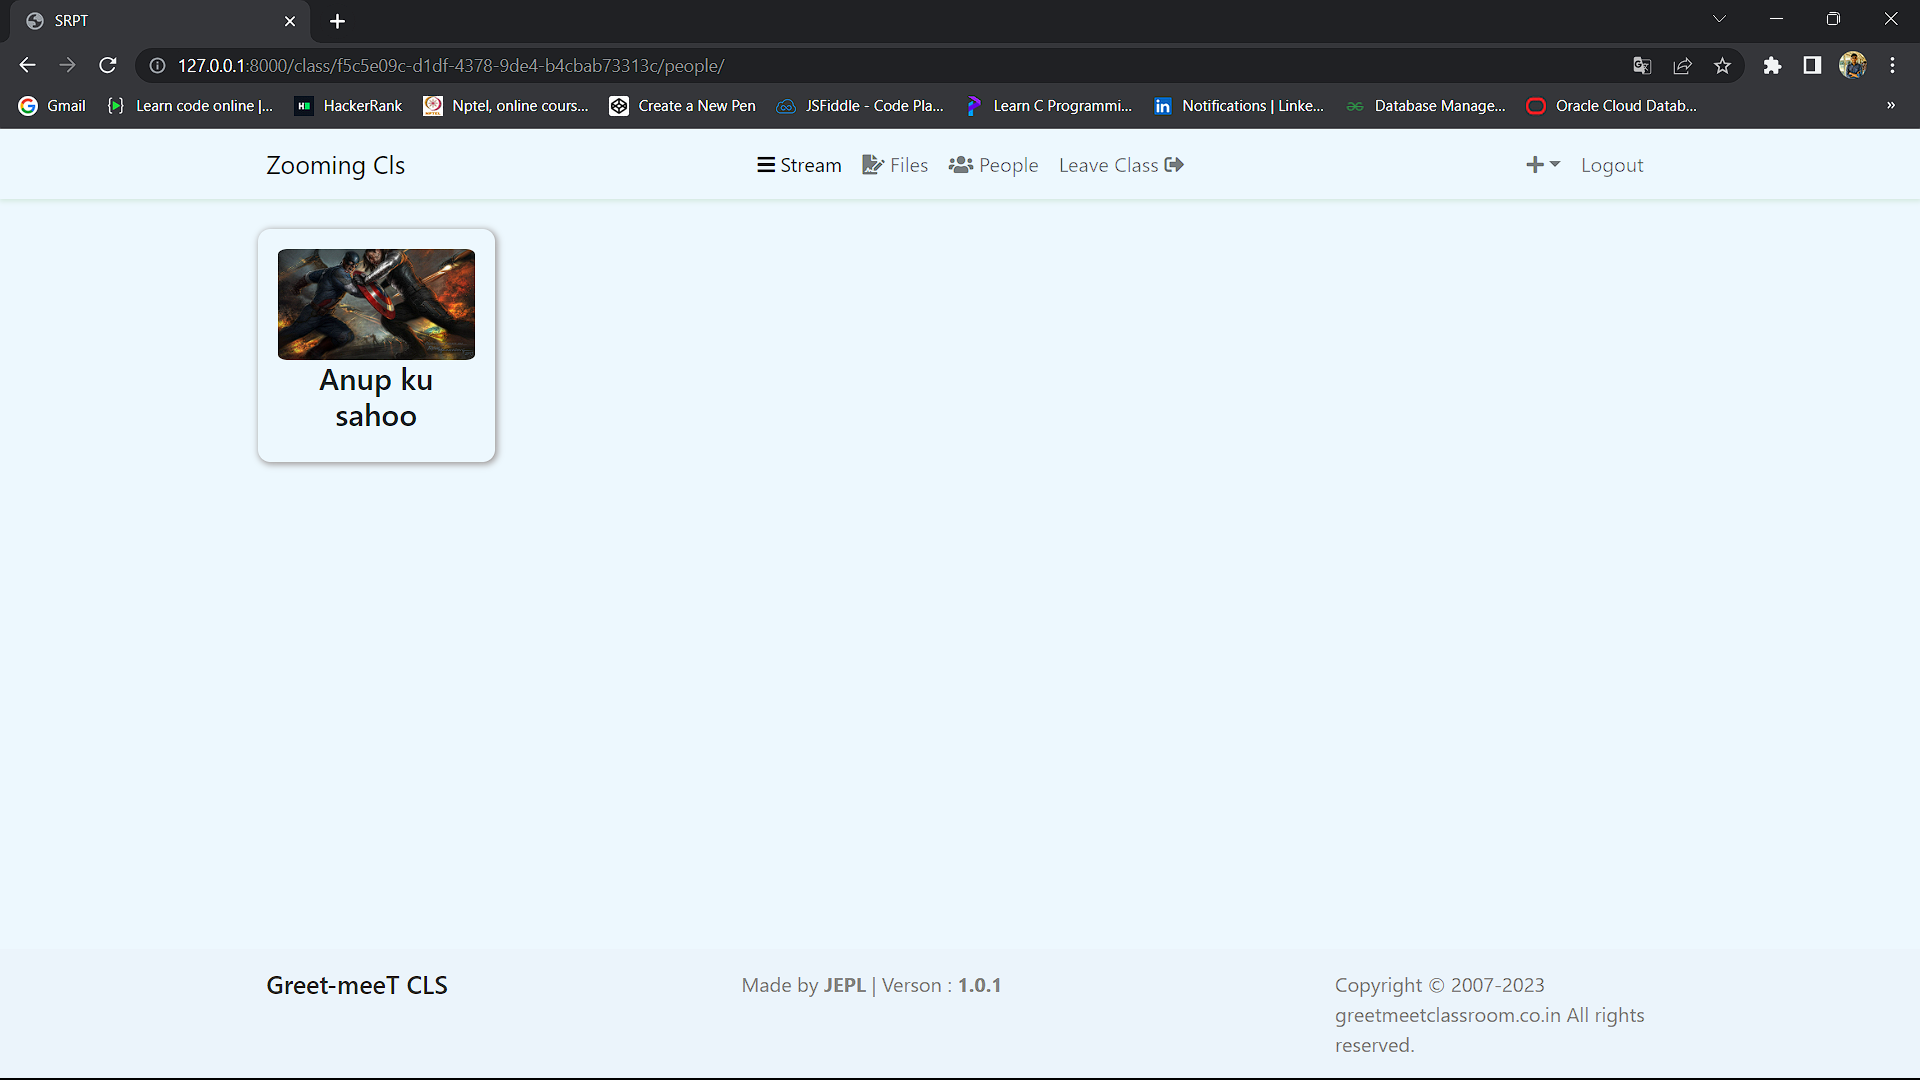 SRPT
127.0.0.1:8000/class/f5c5e09c-d1df-4378-9de4-b4cbab73313c/people/
Gmail Learn code online |... HackerRank Nptel, online cours... Create a New Pen JSFiddle - Code Pla... Learn C Programmi... Notifications | Linke... Database Manage... Oracle Cloud Datab... »
Zooming Cls Stream Files People Leave Class Logout
Anup ku
sahoo
Greet-meeT CLS Made by JEPL | Verson : 1.0.1 Copyright © 2007-2023
greetmeetclassroom.co.in All rights
reserved.